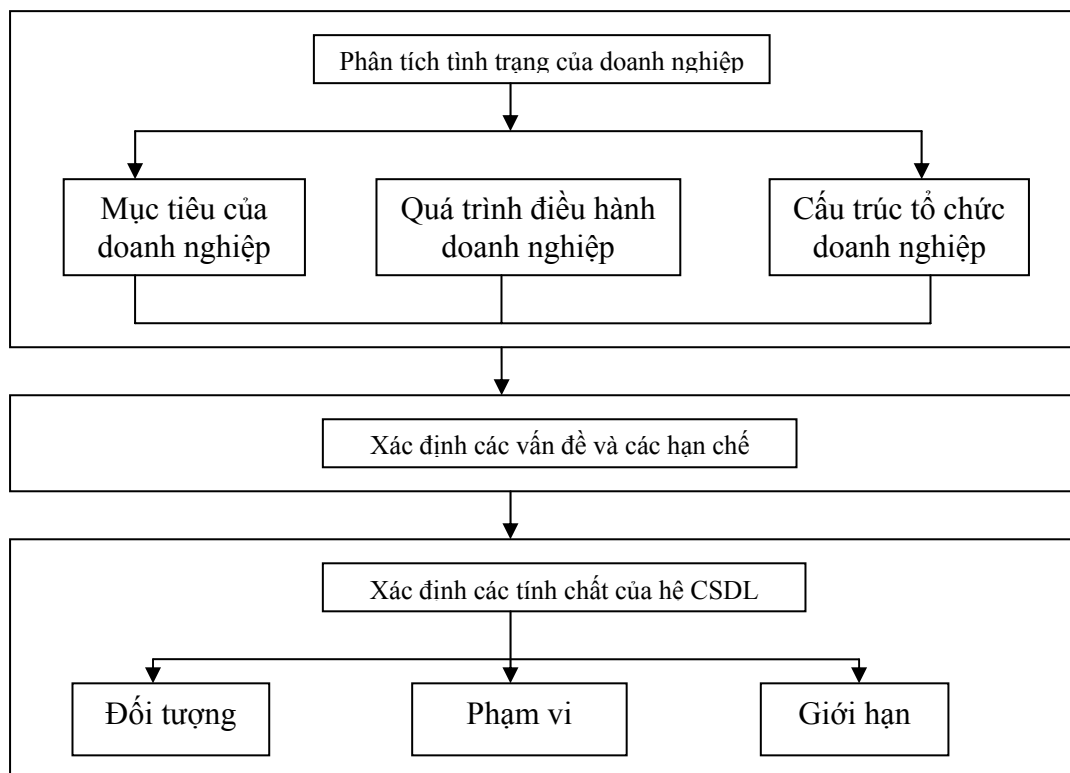 Phân tích tình trạng của doanh nghiệp
Mục tiêu của
doanh nghiệp
Quá trình điều hành
doanh nghiệp
Cấu trúc tổ chức
doanh nghiệp
Xác định các vấn đề và các hạn chế
Xác đinh các tính chất của hê CSDL
Đối tượng
Phạm vi
Giới hạn